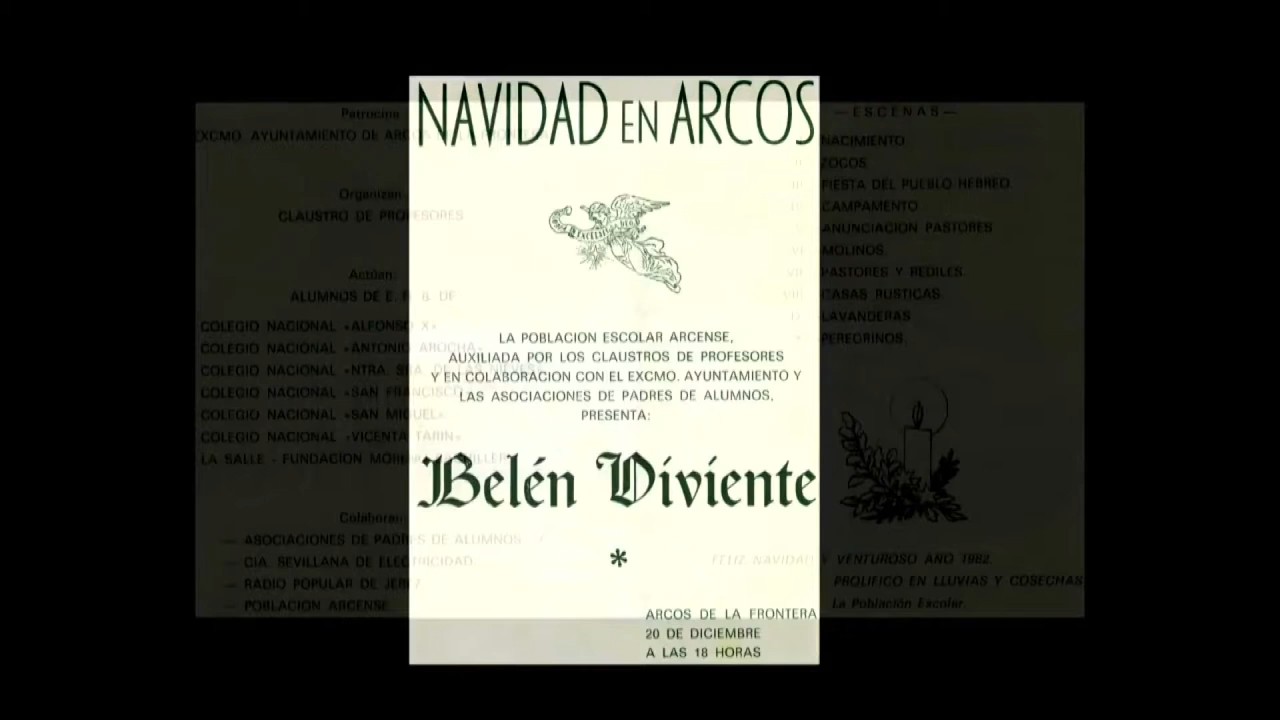 NAVIDAD EN ARCOS
LA POBLACION ESCOLAR ARCENSE,
AUXILIADA POR LOS CLAUSTROS DE PROFESORES
Y EN COLABORACION CON EL EXCMO. AYUNTAMIENTO Y
LAS ASOCIACIONES DE PADRES DE ALUMNOS,
PRESENTA:
Belén Viviente
*
ARCOS DE LA FRONTERA
20 DE DICIEMBRE
A LAS 18 HORAS
Patrocina
EXCMO. AYUNTAMIENTO DE ARCOS DE LA FRONTERA
Organizan:
CLAUSTRO DE PROFESORES
Actúan:
ALUMNOS DE E. G. B. DE
COLEGIO NACIONAL «ALFONSO X»
COLEGIO NACIONAL «ANTONIO AROCHA»
COLEGIO NACIONAL «NTRA. SRA. DE LAS NIEVES»
COLEGIO NACIONAL «SAN FRANCISCO»
COLEGIO NACIONAL «SAN MIGUEL»
COLEGIO NACIONAL «VICENTA TARIN»
LA SALLE - FUNDACION
Colaboran:
— ASOCIACIONES DE PADRES DE ALUMNOS
— CIA. SEVILLANA DE ELECTRICIDAD
— RADIO POPULAR DE JEREZ
— POBLACION ARCENSE
—ESCENAS—
NACIMIENTO
ZOCOS
FIESTA DEL PUEBLO HEBREO
CAMPAMENTO
ANUNCIACION PASTORES
MOLINOS.
PASTORES Y REDILES.
CASAS RUSTICAS
LAVANDERAS
PEREGRINOS.
FELIZ NAVIDAD Y VENTUROSO AÑO 1982.
PROLIFICO EN LLUVIAS Y COSECHAS
La Población Escolar.